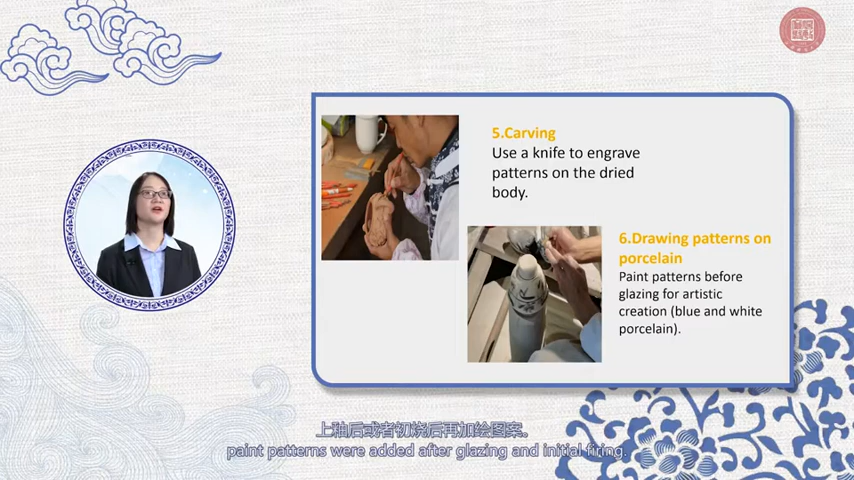 5.Carving
Use a knife to engrave
patterns on the dried
body.
6.Drawing patterns on
porcelain
Paint patterns before
glazing for artistic
creation (blue and white
porcelain).
上釉后或者初烧后再加绘图案。
paint patterns were added after glazing and initial firing.